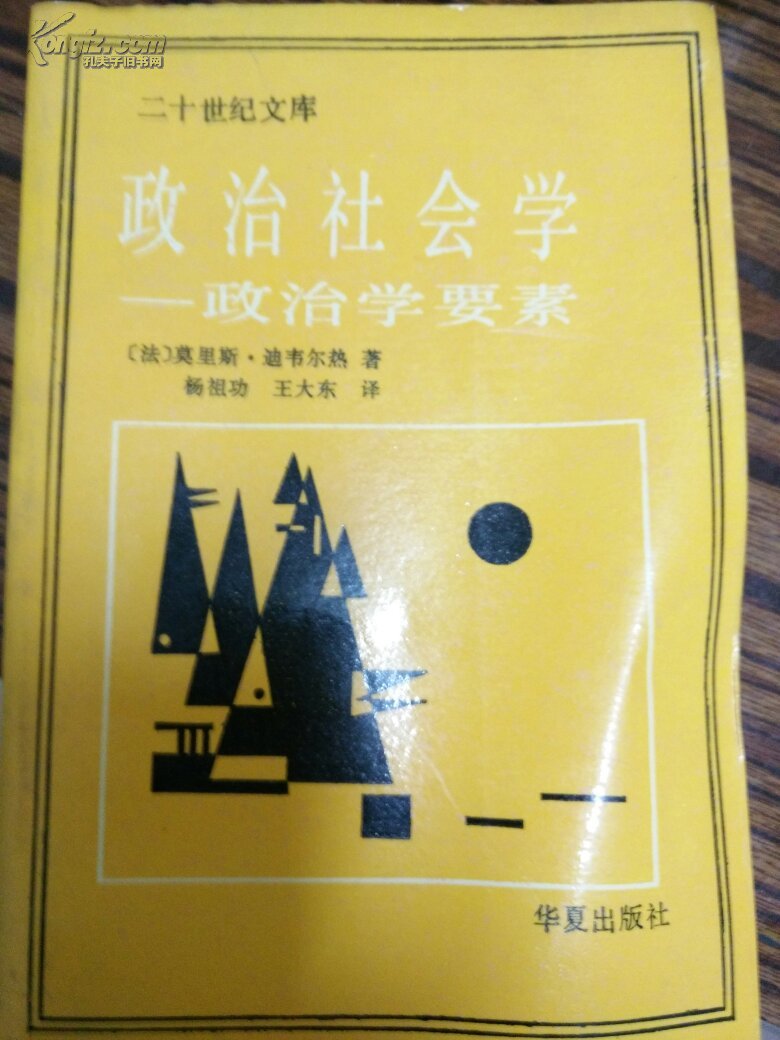 Kongfz.com
孔夫子旧书网
二十世纪文库
政治社会学
—政治学要素
〔法〕莫里斯·迪韦尔热 著
杨祖功 王大东 译
华夏出版社